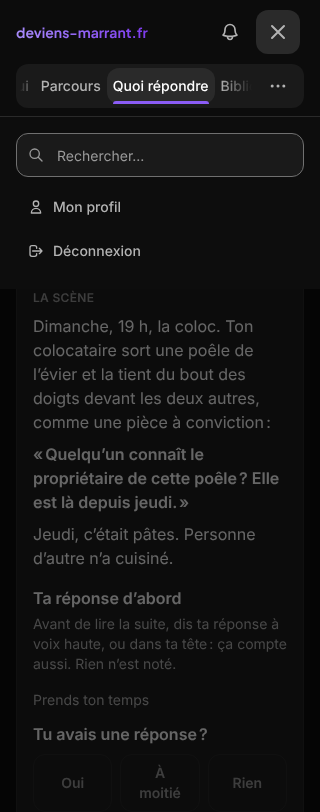 deviens-marrant.fr
Parcours
Quoi répondre
Rechercher...
Mon profil
Déconnexion
LA SCÈNE
Dimanche, 19 h, la coloc. Ton
colocataire sort une poêle de
l’évier et la tient du bout des
doigts devant les deux autres,
comme une pièce à conviction :
« Quelqu’un connaît le
propriétaire de cette poêle ? Elle
est là depuis jeudi. »
Jeudi, c’était pâtes. Personne
d’autre n’a cuisiné.
Ta réponse d’abord
Avant de lire la suite, dis ta réponse à
voix haute, ou dans ta tête : ça compte
aussi. Rien n’est noté.
Prends ton temps
Tu avais une réponse ?
Oui
À
moitié
Rien